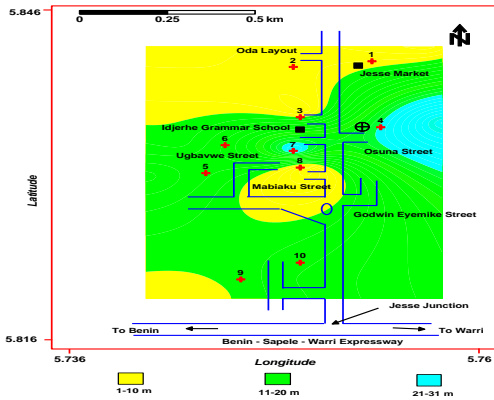 5.846
0
0.25
0.5 km
N
Oda Layout
1
2
Jesse Market
3
4
Idjerhe Grammar School
6
7
Osuna Street
Ugbavwe Street
8
5
Mabiaku Street
Godwin Eyemike Street
10
9
Jesse Junction
To Benin
To Warri
Benin - Sapele - Warri Expressway
5.816
5.736
5.76
Latitude
Longitude
1-10 m
11-20 m
21-31 m